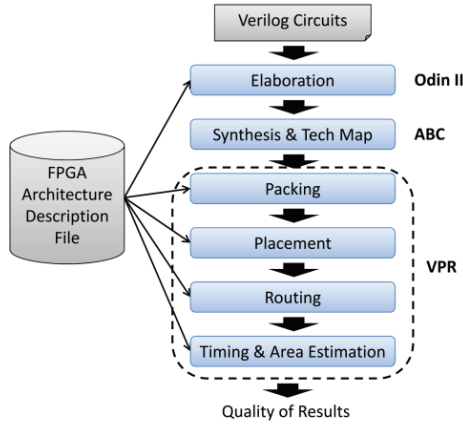 Verilog Circuits
Elaboration
Odin II
Synthesis & Tech Map
ABC
FPGA
Architecture
Description
File
Packing
Placement
VPR
Routing
Timing & Area Estimation
Quality of Results